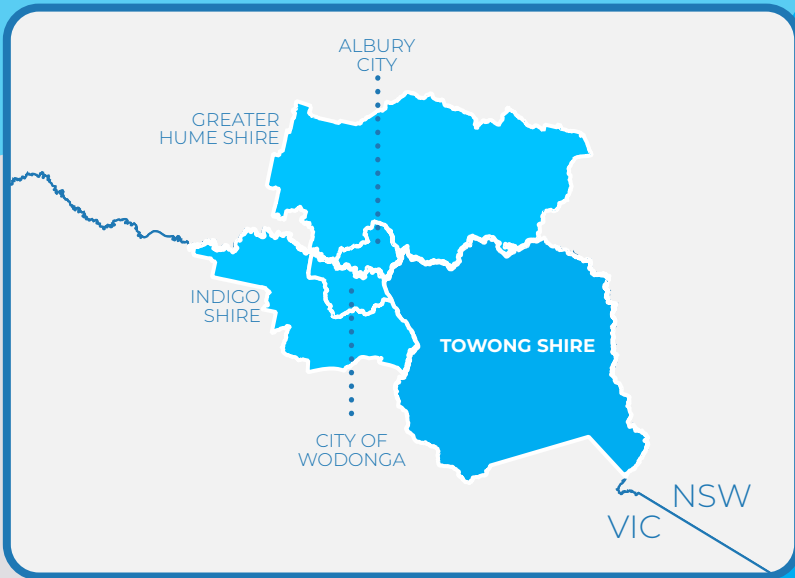 ALBURY
CITY
GREATER
HUME SHIRE
INDIGO
SHIRE
TOWONG SHIRE
CITY OF
WODONGA
NSW
VIC